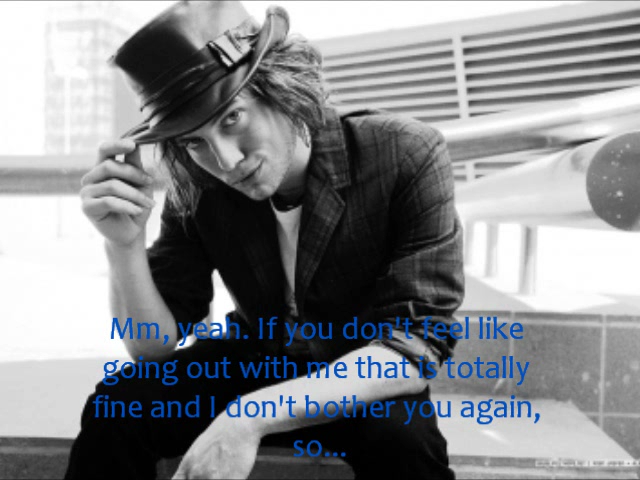 Mm, yeah. If you don't feel like
going out with me that is totally
fine and I don't bother you again,
so...